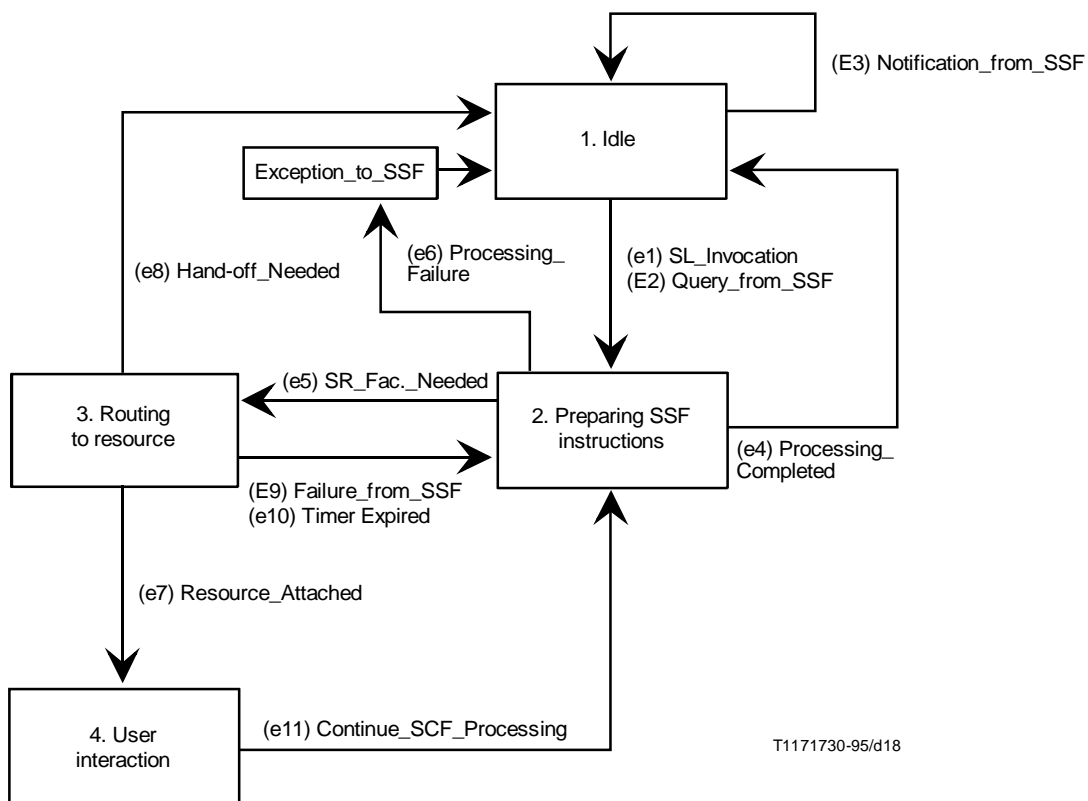 (E3) Notification_from_SSF
1. Idle
Exception_to_SSF
(e6) Processing_
Failure
(e1) SL_Invocation
(E2) Query_from_SSF
(e8) Hand-off_Needed
(e5) SR_Fac._Needed
3. Routing
to resource
2. Preparing SSF
instructions
(e4) Processing_
Completed
(E9) Failure_from_SSF
(e10) Timer Expired
(e7) Resource_Attached
4. User
interaction
(e11) Continue_SCF_Processing
T1171730-95/d18